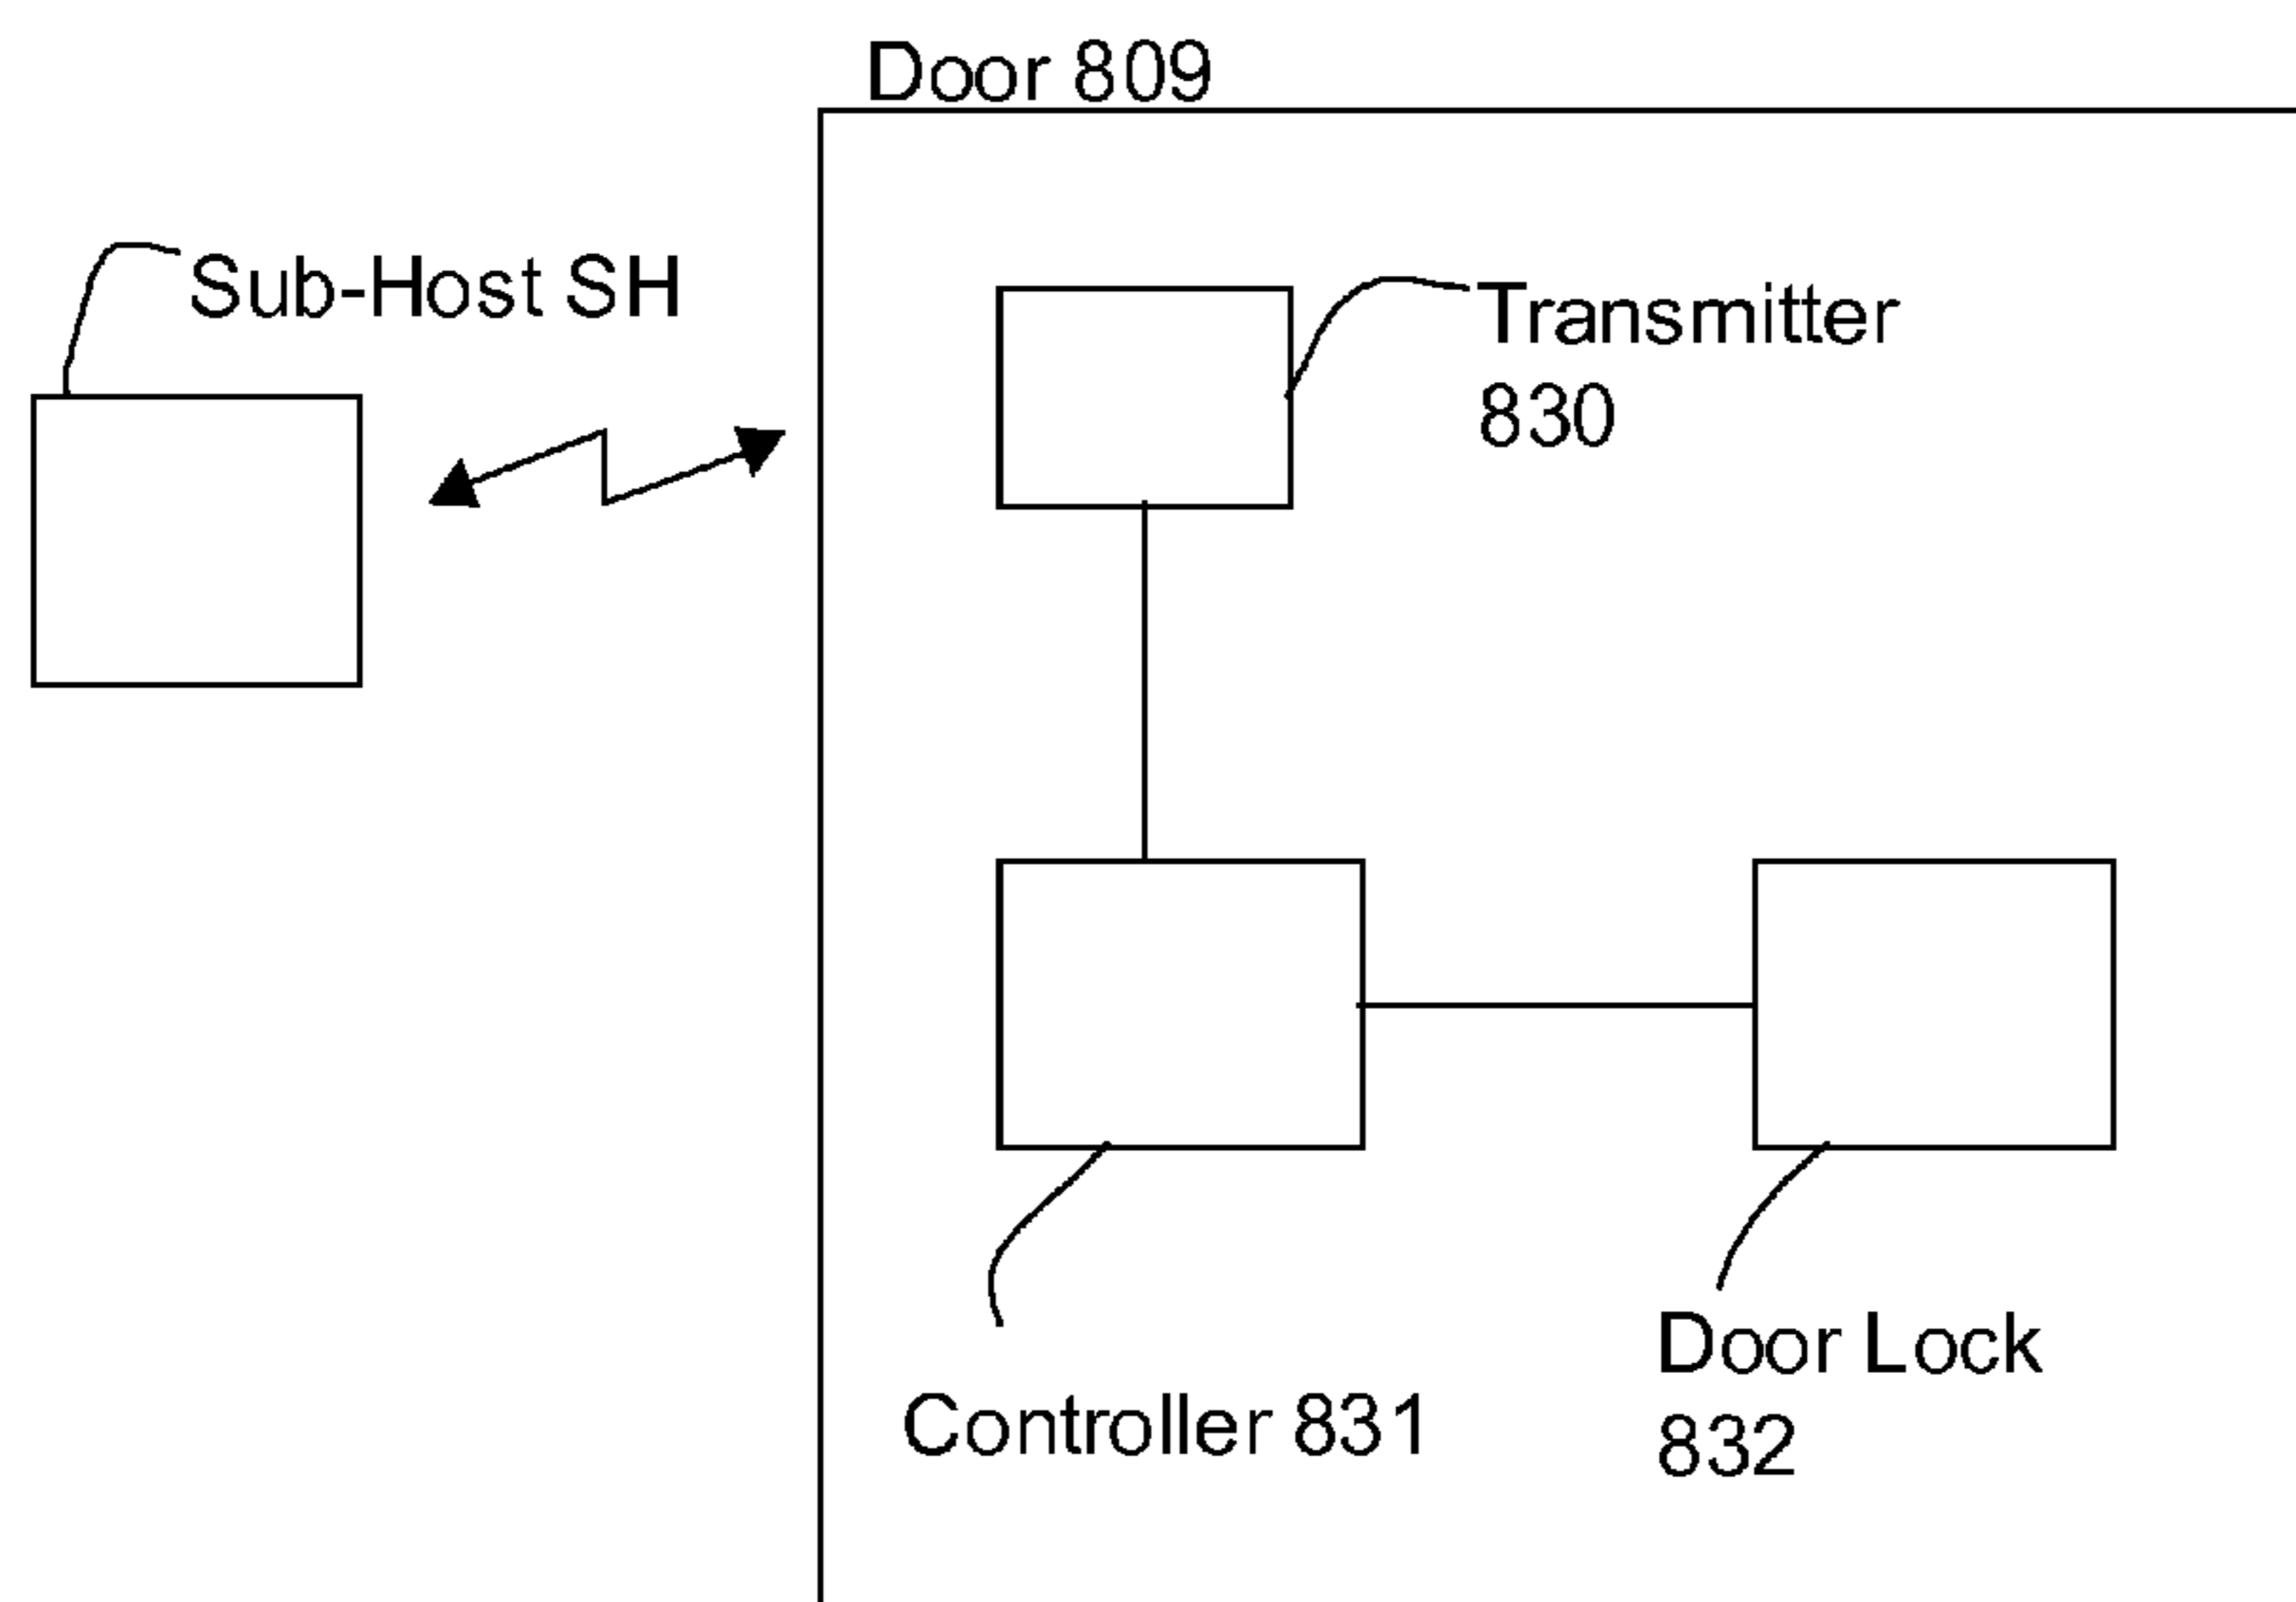 Door 809
Sub-Host SH
Transmitter
830
Controller 831
Door Lock
832